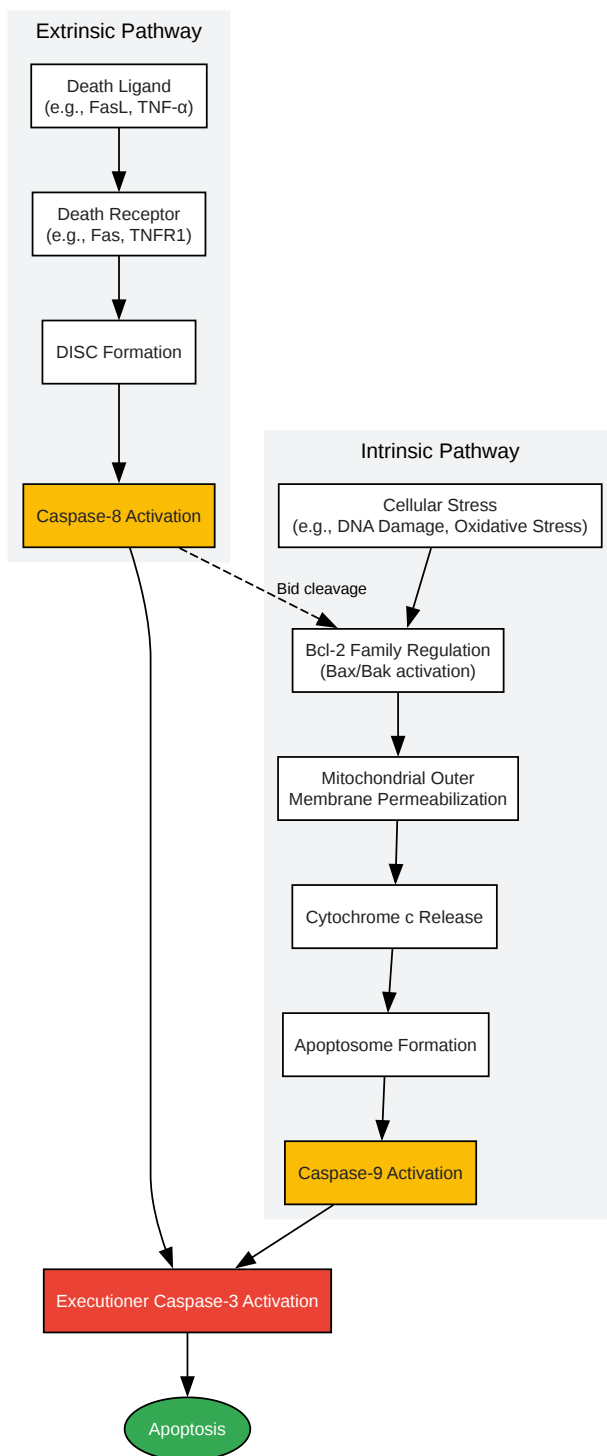 Extrinsic Pathway
Death Ligand
(e.g., FasL, TNF-α)
Death Receptor
(e.g., Fas, TNFR1)
DISC Formation
Caspase-8 Activation
Intrinsic Pathway
Cellular Stress
(e.g., DNA Damage, Oxidative Stress)
Bid cleavage
Bcl-2 Family Regulation
(Bax/Bak activation)
Mitochondrial Outer
Membrane Permeabilization
Cytochrome c Release
Apoptosome Formation
Caspase-9 Activation
Executioner Caspase-3 Activation
Apoptosis